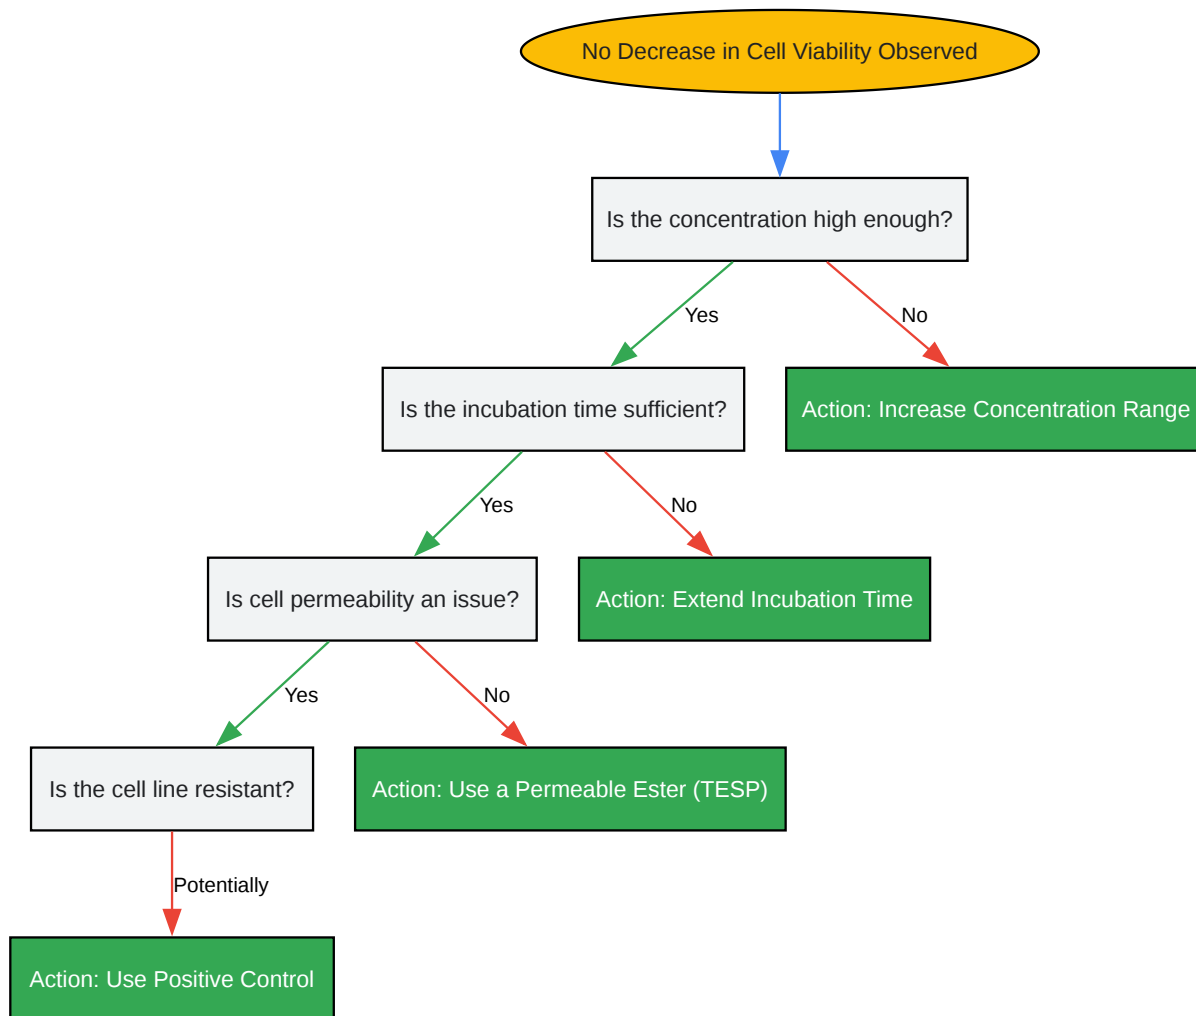 No Decrease in Cell Viability Observed
Is the concentration high enough?
Yes
No
Is the incubation time sufficient?
Action: Increase Concentration Range
Yes
No
Is cell permeability an issue?
Action: Extend Incubation Time
Yes
No
Is the cell line resistant?
Action: Use a Permeable Ester (TESP)
Potentially
Action: Use Positive Control